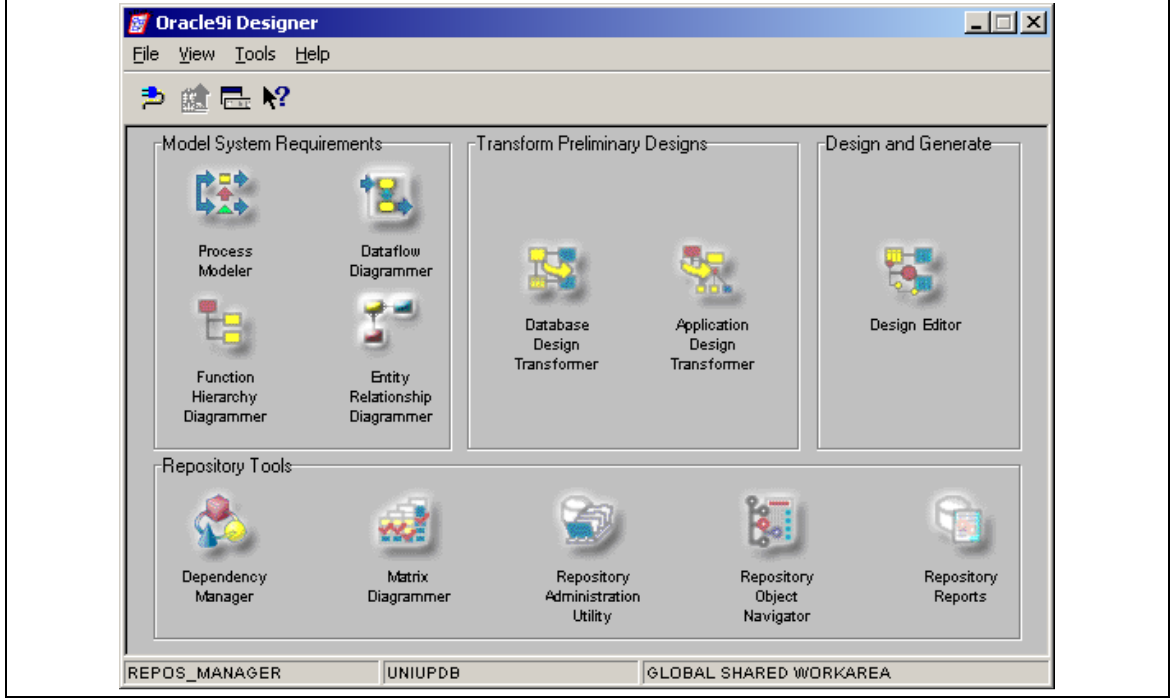 Oracle9i Designer
File View Tools Help
Model System Requirements
Process
Modeler
Dataflow
Diagrammer
Function
Hierarchy
Diagrammer
Entity
Relationship
Diagrammer
Transform Preliminary Designs
Database
Design
Transformer
Application
Design
Transformer
Design and Generate
Design Editor
Repository Tools
Dependency
Manager
Matrix
Diagrammer
Repository
Administration
Utility
Repository
Object
Navigator
Repository
Reports
REPOS_MANAGER UNIUPDB GLOBAL SHARED WORKAREA